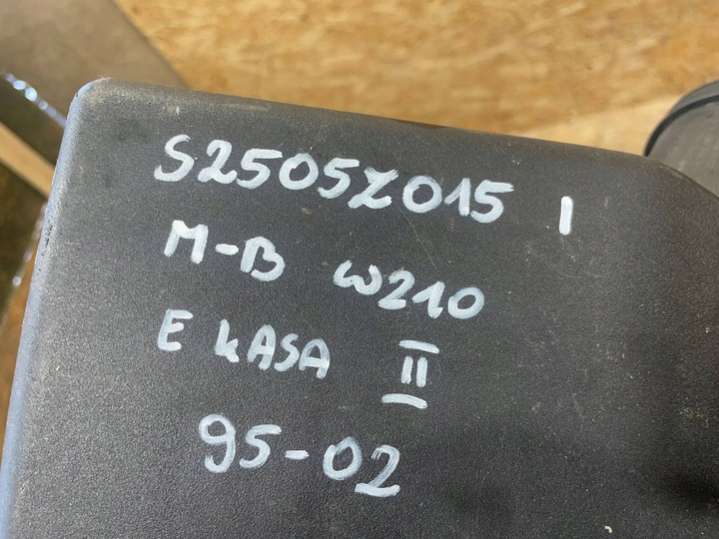 S2505Z015 I
M-B W210
E kASA II
95-02